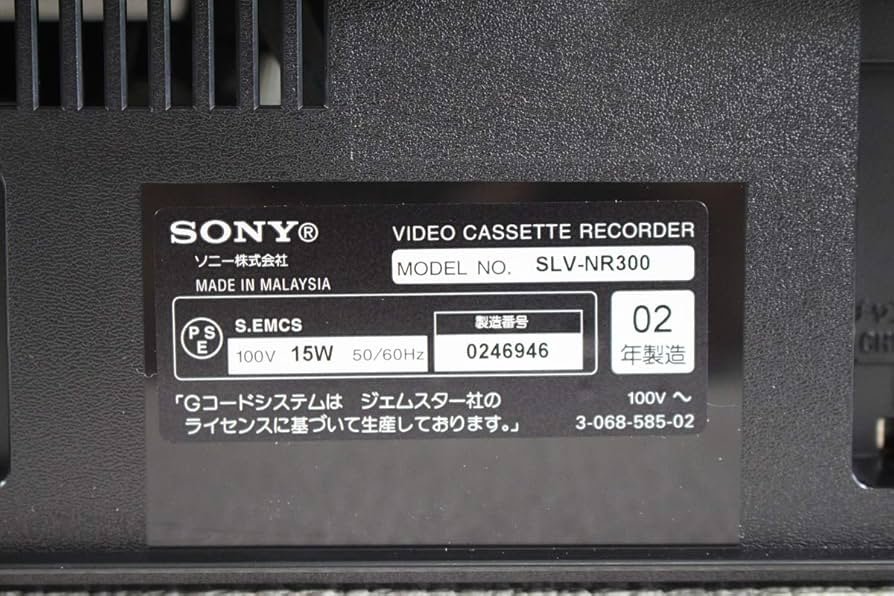 SONY®
ソニー株式会社
MADE IN MALAYSIA
VIDEO CASSETTE RECORDER
MODEL NO. SLV-NR300
PSE
S.EMCS
100V 15W 50/60Hz
製造番号
0246946
02
年製造
「Gコードシステムは ジェムスター社の
ライセンスに基づいて生産しております。」
100V ～
3-068-585-02